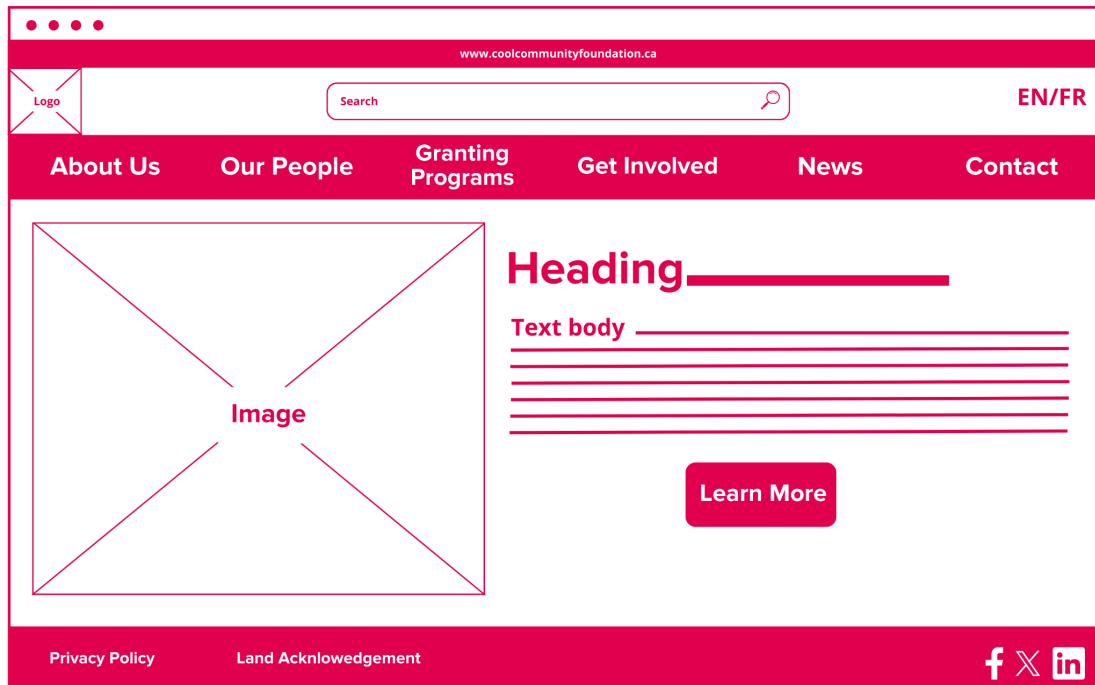 www.coolcommunityfoundation.ca
Logo
Search
EN/FR
About Us
Our People
Granting
Programs
Get Involved
News
Contact
Image
Heading
Text body
Learn More
Privacy Policy
Land Acknlowedgement
f X in